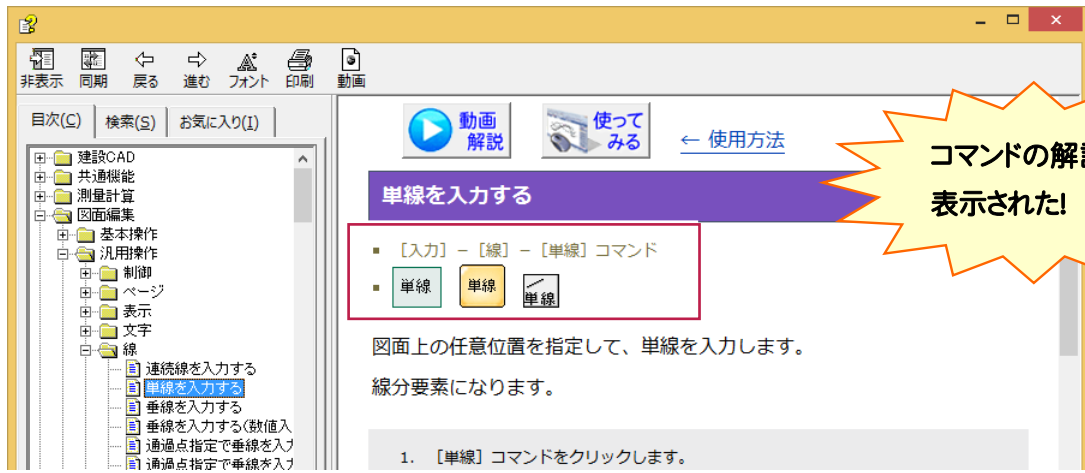 非表示 同期 戻る 進む フォント 印刷 動画
目次(C) 検索(S) お気に入り(I)
建設CAD
共通機能
測量計算
図面編集
基本操作
汎用操作
制御
ページ
表示
文字
線
連続線を入力する
単線を入力する
垂線を入力する
垂線を入力する(数値入
通過点指定で垂線を入力
通過点指定で垂線を入力
動画
解説
使って
みる
← 使用方法
コマンドの解説
表示された!
単線を入力する
[入力] - [線] - [単線] コマンド
単線 単線 単線
図面上の任意位置を指定して、単線を入力します。
線分要素になります。
1. [単線] コマンドをクリックします。